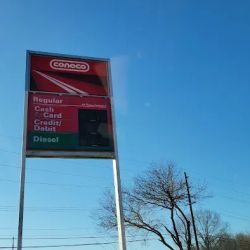 conoco
Regular
Cash
Card
Credit/
Debit
Diesel